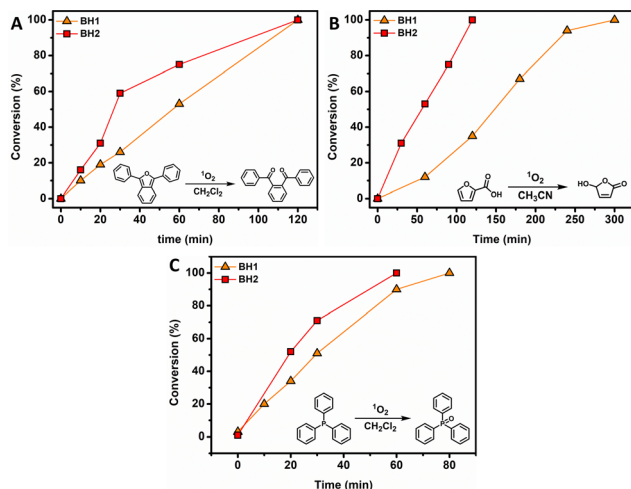 A
BH1
BH2
Conversion (%)
100
80
60
40
20
0
O
O
O
¹O₂
CH₂Cl₂
0 20 40 60 80 100 120
time (min)
B
BH1
BH2
Conversion (%)
100
80
60
40
20
0
O
O
OH
¹O₂
CH₃CN
HO
O
O
0 50 100 150 200 250 300
Time (min)
C
BH1
BH2
Conversion (%)
100
80
60
40
20
0
P
¹O₂
CH₂Cl₂
P=O
0 20 40 60 80
Time (min)